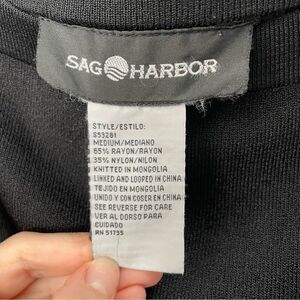 SAG HARBOR
STYLE/ESTILO:
S53281
MEDIUM/MEDIANO
65% RAYON/RAYON
35% NYLON/NILON
KNITTED IN MONGOLIA
LINKED AND LOOPED IN CHINA
TEJIDO EN MONGOLIA
UNIDO Y CON COSER EN CHINA
SEE REVERSE FOR CARE
VER AL DORSO PARA
CUIDADO
RN 51735